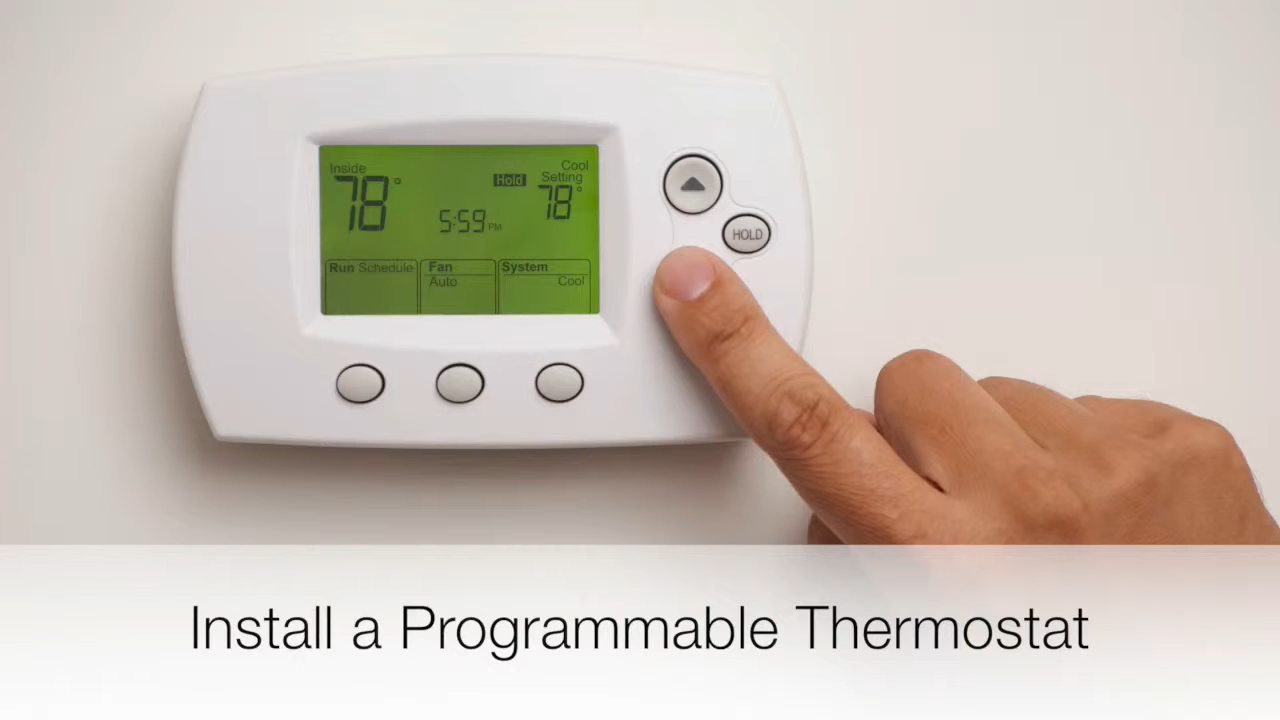 Inside
78°
Hold
Cool
Setting
78°
5:59 PM
Run Schedule
Fan
Auto
System
Cool
HOLD
Install a Programmable Thermostat